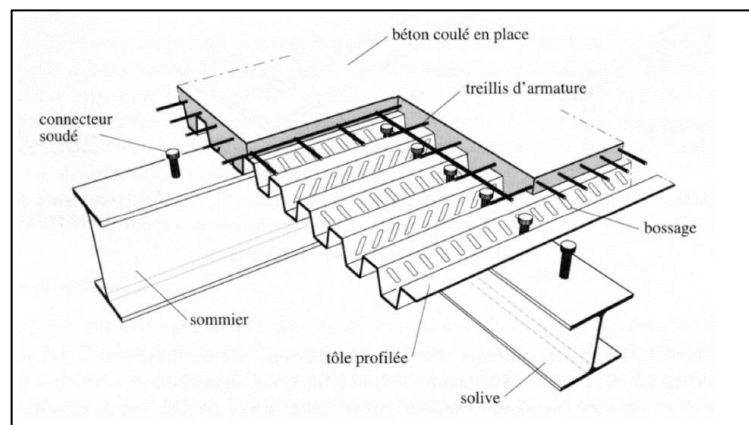 béton coulé en place
treillis d'armature
connecteur
soudé
bossage
sommier
tôle profilée
solive